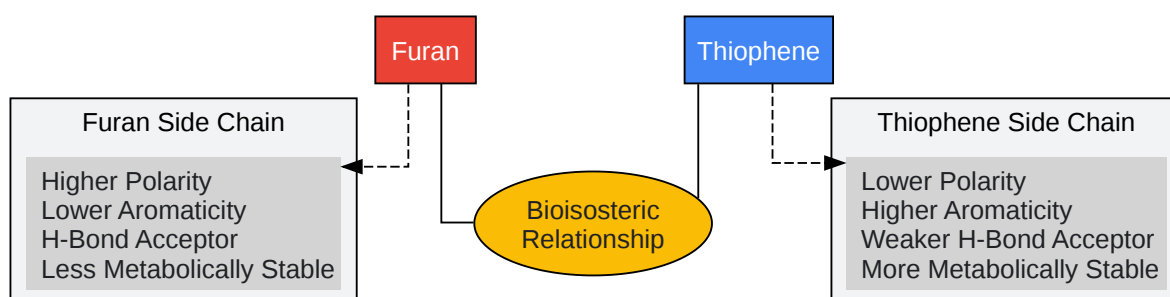 Furan
Thiophene
Furan Side Chain
Higher Polarity
Lower Aromaticity
H-Bond Acceptor
Less Metabolically Stable
Bioisosteric
Relationship
Thiophene Side Chain
Lower Polarity
Higher Aromaticity
Weaker H-Bond Acceptor
More Metabolically Stable